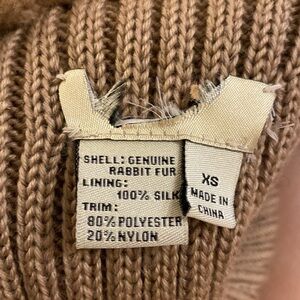 SHELL: GENUINE
RABBIT FUR
LINING:
100% SILK
TRIM:
80% POLYESTER
20% NYLON
XS
MADE IN
CHINA